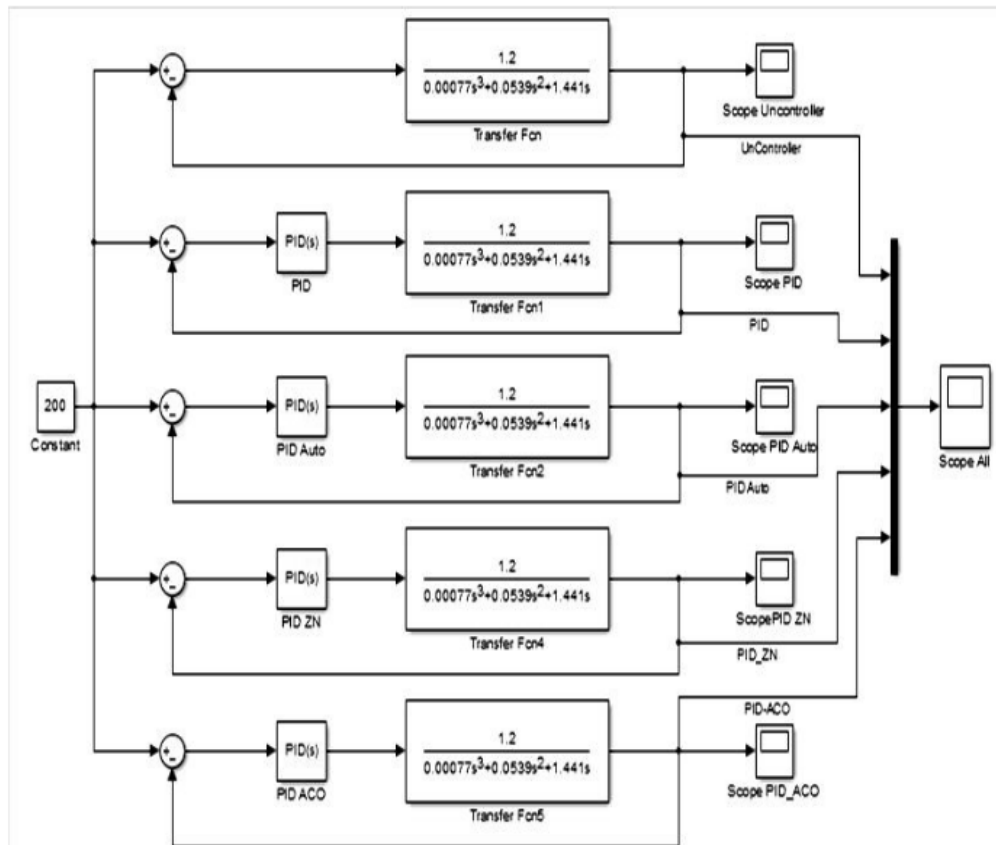 1.2
0.00077s³+0.0539s²+1.441s
Transfer Fcn
Scope Uncontroller
UnController
PID(s)
PID
1.2
0.00077s³+0.0539s²+1.441s
Transfer Fcn1
Scope PID
PID
200
Constant
PID(s)
PID Auto
1.2
0.00077s³+0.0539s²+1.441s
Transfer Fcn2
Scope PID Auto
PID Auto
Scope All
PID(s)
PID ZN
1.2
0.00077s³+0.0539s²+1.441s
Transfer Fcn4
ScopePID ZN
PID_ZN
PID(s)
PID ACO
1.2
0.00077s³+0.0539s²+1.441s
Transfer Fcn5
PID-ACO
Scope PID_ACO